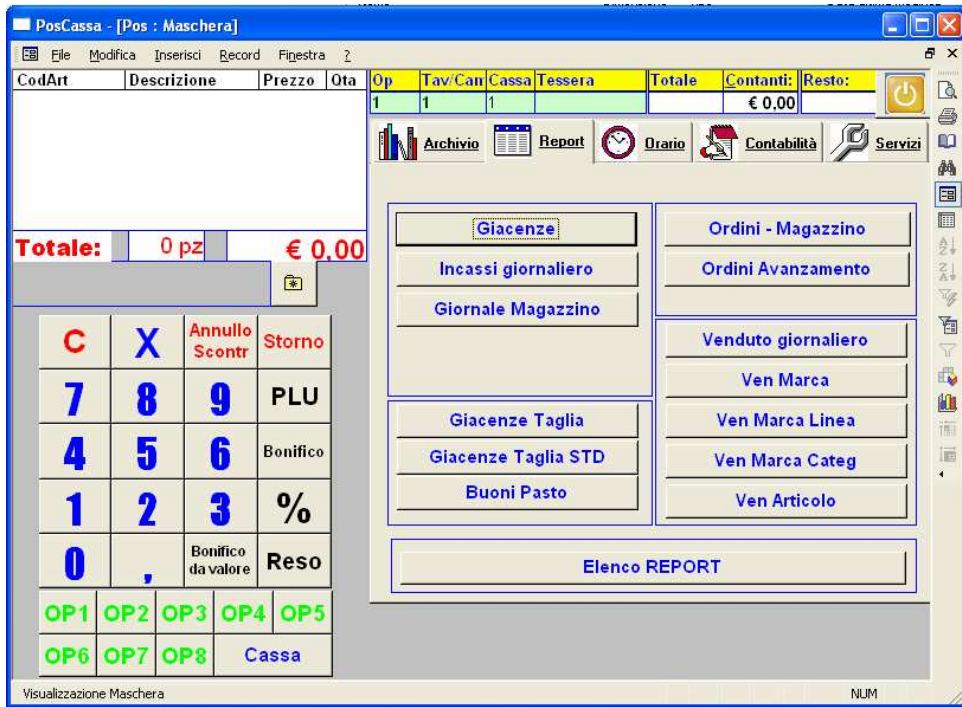 PosCassa - [Pos : Maschera]
File Modifica Inserisci Record Finestra ?
CodArt Descrizione Prezzo Qta Op Tav/Cam Cassa Tessera Totale Contanti: Resto:
1 1 1 € 0,00
Archivio Report Orario Contabilità Servizi
Totale: 0 pz € 0,00
Giacenze
Incassi giornaliero
Giornale Magazzino
Ordini - Magazzino
Ordini Avanzamento
Giacenze Taglia
Giacenze Taglia STD
Buoni Pasto
Venduto giornaliero
Ven Marca
Ven Marca Linea
Ven Marca Categ
Ven Articolo
Elenco REPORT
C X Annullo Scontr Storno
7 8 9 PLU
4 5 6 Bonifico
1 2 3 %
0 , Bonifico da valore Reso
OP1 OP2 OP3 OP4 OP5
OP6 OP7 OP8 Cassa
Visualizzazione Maschera NUM